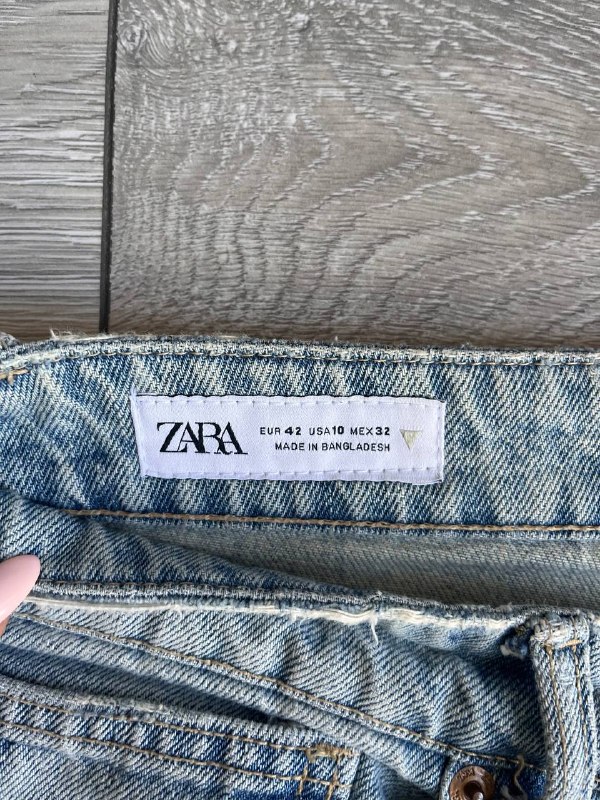 ZARA
EUR 42 USA 10 MEX 32
MADE IN BANGLADESH